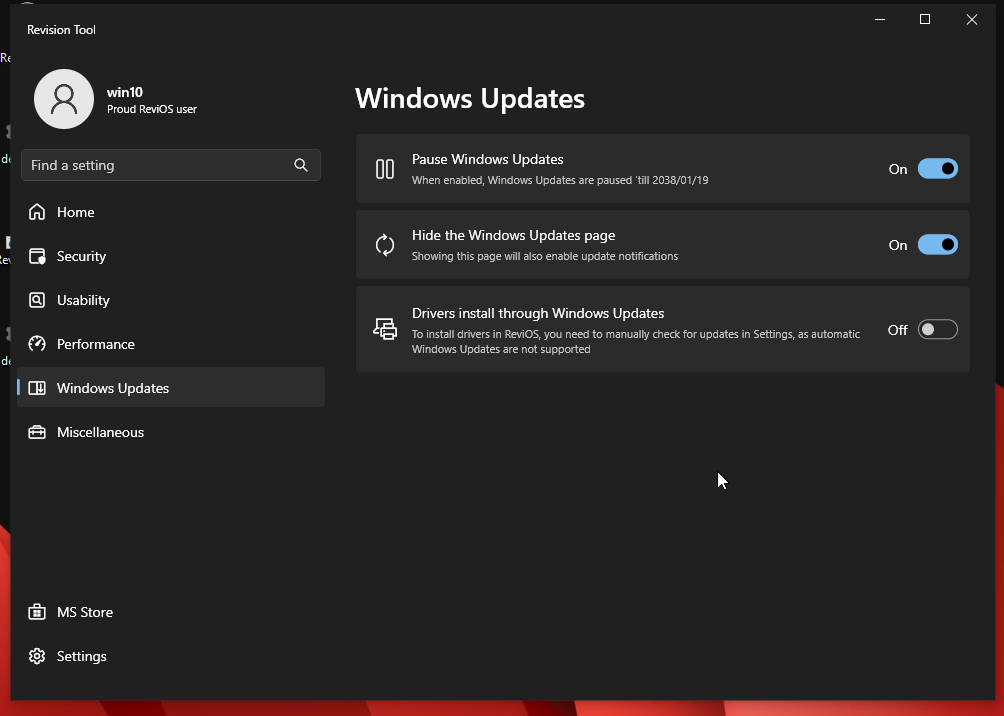 Revision Tool
win10
Proud ReviOS user
Find a setting
Home
Security
Usability
Performance
Windows Updates
Miscellaneous
MS Store
Settings
Windows Updates
Pause Windows Updates
When enabled, Windows Updates are paused 'till 2038/01/19
On
Hide the Windows Updates page
Showing this page will also enable update notifications
On
Drivers install through Windows Updates
To install drivers in ReviOS, you need to manually check for updates in Settings, as automatic
Windows Updates are not supported
Off